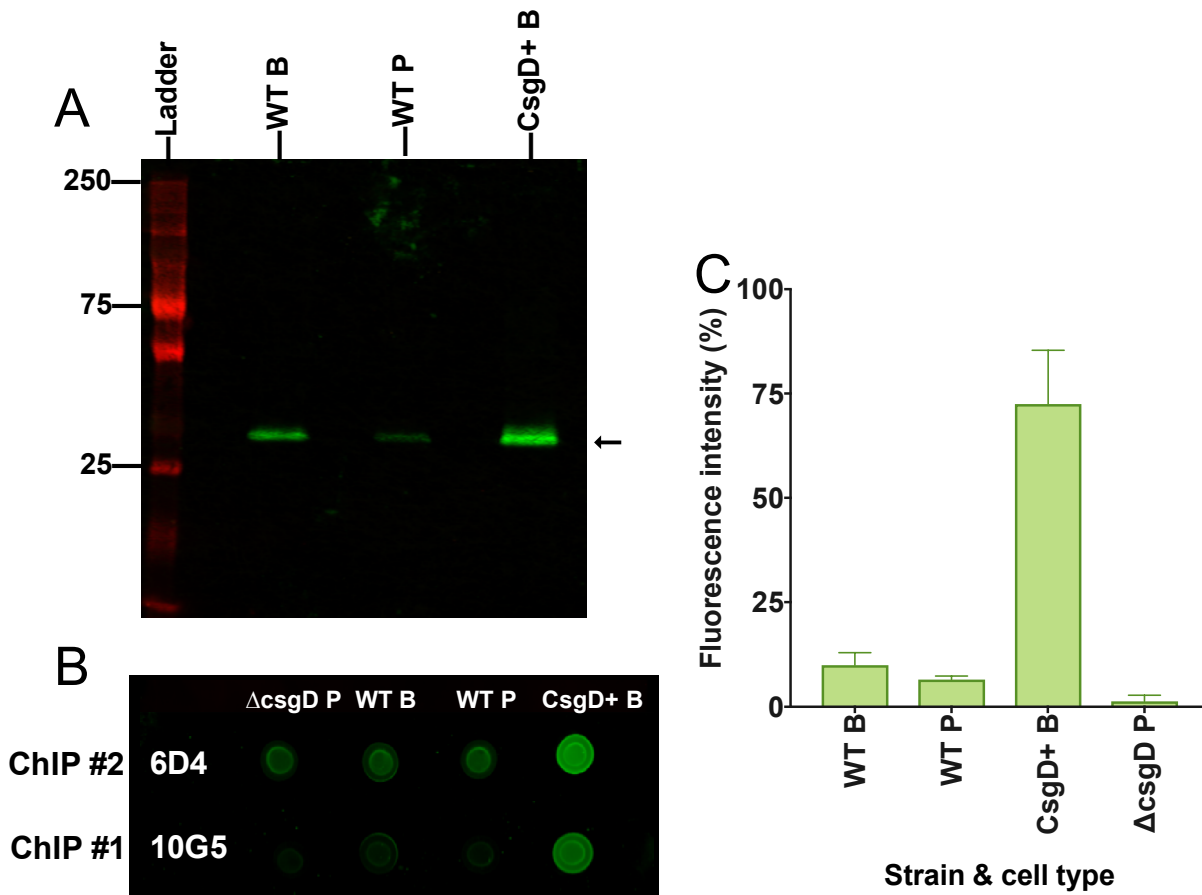 A
Ladder
WT B
WT P
CsgD+ B
250
75
25
B
ΔcsgD P WT B WT P CsgD+ B
ChIP #2 6D4
ChIP #1 10G5
C
Fluorescence intensity (%)
100
75
50
25
0
WT B
WT P
CsgD+ B
ΔcsgD P
Strain & cell type